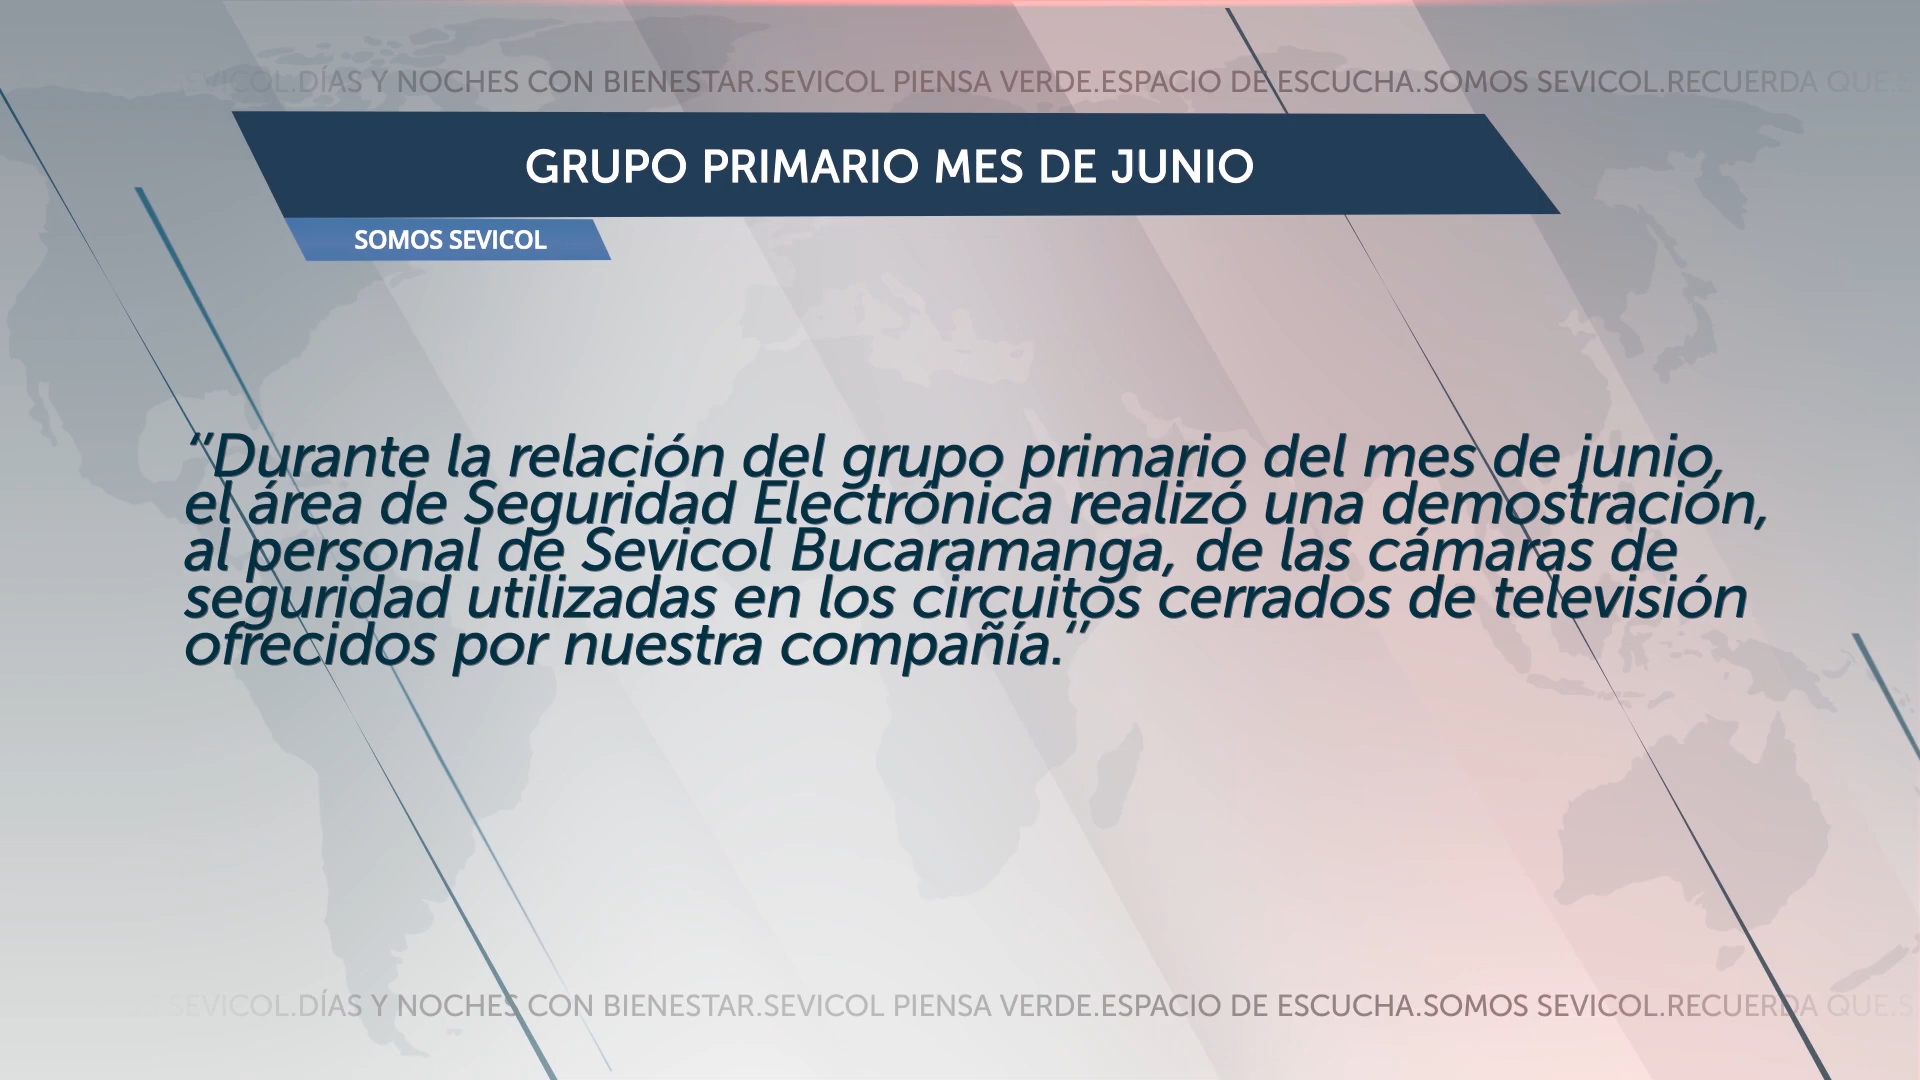 SEVICOL.DÍAS Y NOCHES CON BIENESTAR.SEVICOL PIENSA VERDE.ESPACIO DE ESCUCHA.SOMOS SEVICOL.RECUERDA QUE.S
GRUPO PRIMARIO MES DE JUNIO
SOMOS SEVICOL
“Durante la relación del grupo primario del mes de junio,
el área de Seguridad Electrónica realizó una demostración,
al personal de Sevicol Bucaramanga, de las cámaras de
seguridad utilizadas en los circuitos cerrados de televisión
ofrecidos por nuestra compañía.”
SEVICOL.DÍAS Y NOCHES CON BIENESTAR.SEVICOL PIENSA VERDE.ESPACIO DE ESCUCHA.SOMOS SEVICOL.RECUERDA QUE.S